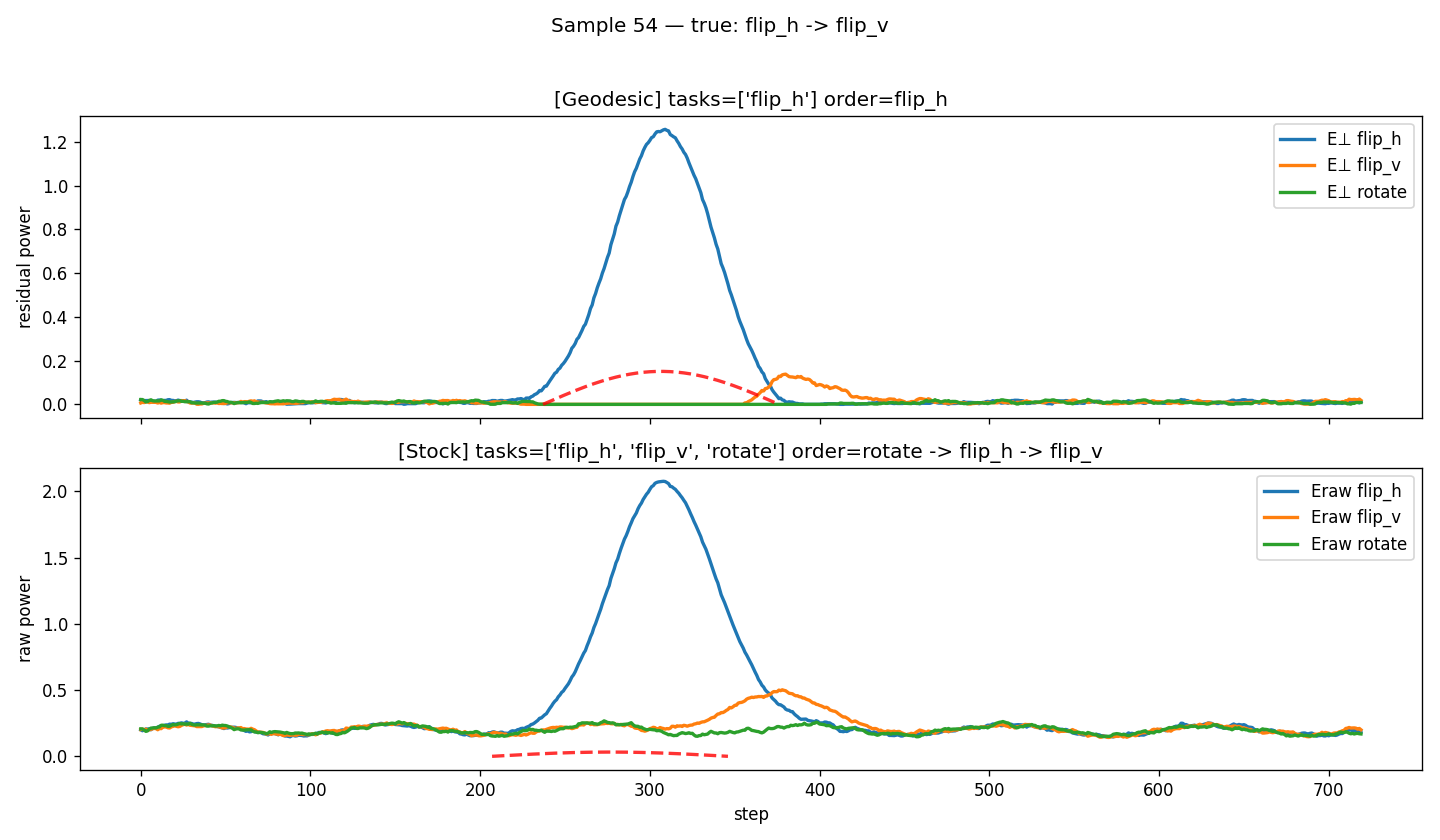 Sample 54 — true: flip_h -> flip_v
[Geodesic] tasks=['flip_h'] order=flip_h
residual power
1.2
1.0
0.8
0.6
0.4
0.2
0.0
E⊥ flip_h
E⊥ flip_v
E⊥ rotate
[Stock] tasks=['flip_h', 'flip_v', 'rotate'] order=rotate -> flip_h -> flip_v
raw power
2.0
1.5
1.0
0.5
0.0
Eraw flip_h
Eraw flip_v
Eraw rotate
0 100 200 300 400 500 600 700
step